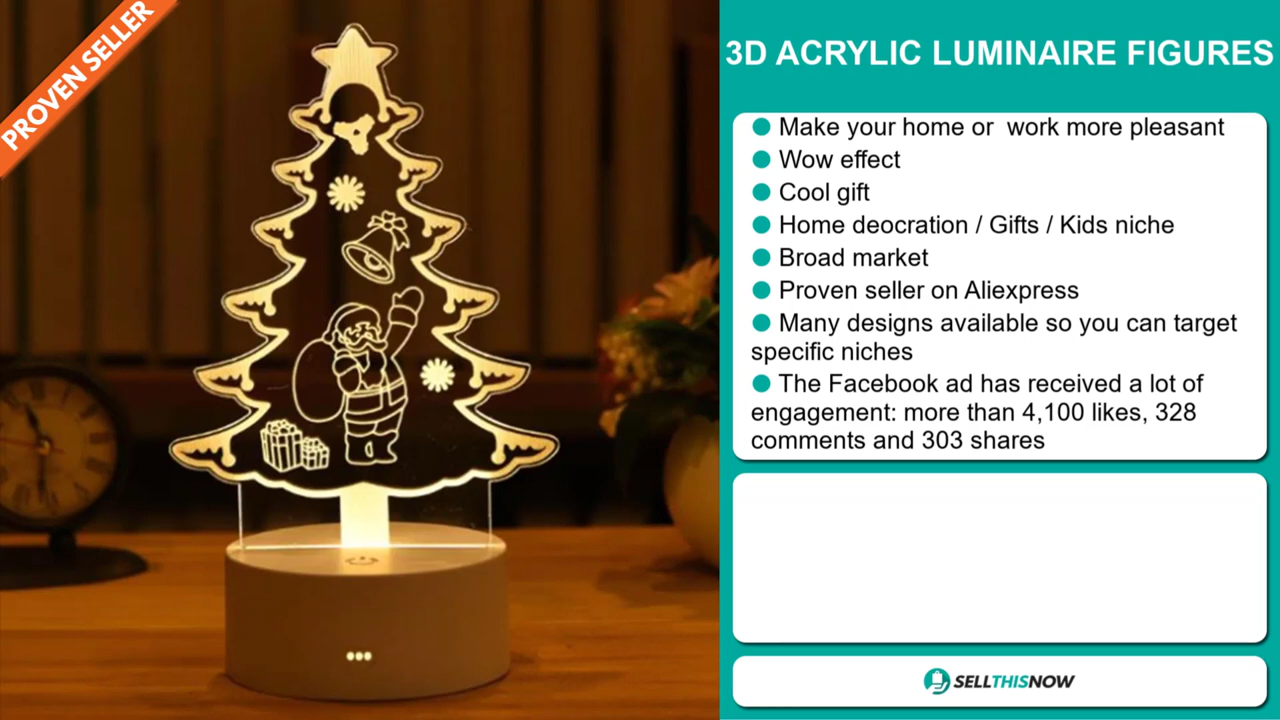 PROVEN SELLER
3D ACRYLIC LUMINAIRE FIGURES
● Make your home or  work more pleasant
● Wow effect
● Cool gift
● Home deocration / Gifts / Kids niche
● Broad market
● Proven seller on Aliexpress
● Many designs available so you can target
specific niches
● The Facebook ad has received a lot of
engagement: more than 4,100 likes, 328
comments and 303 shares
SELLTHISNOW